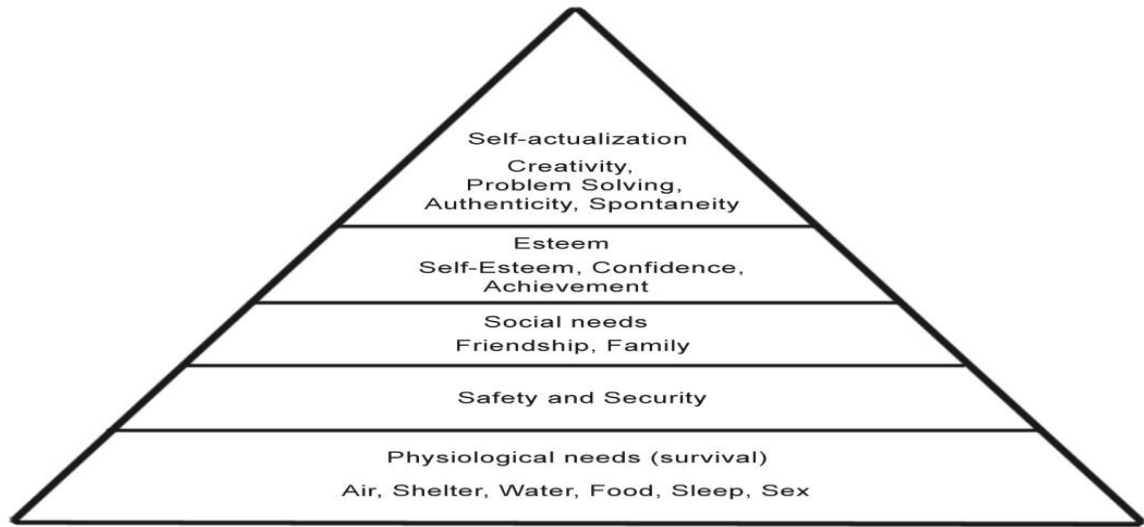 Self-actualization
Creativity,
Problem Solving,
Authenticity, Spontaneity
Esteem
Self-Esteem, Confidence,
Achievement
Social needs
Friendship, Family
Safety and Security
Physiological needs (survival)
Air, Shelter, Water, Food, Sleep, Sex